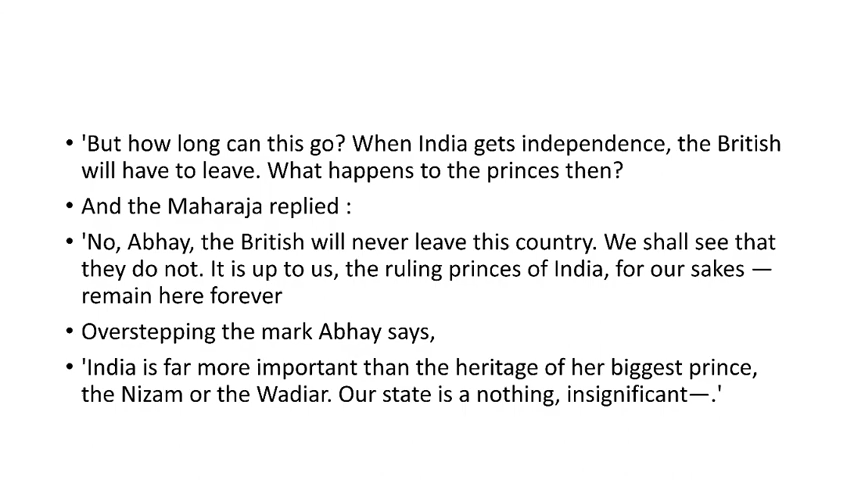 • 'But how long can this go? When India gets independence, the British
will have to leave. What happens to the princes then?
• And the Maharaja replied :
• 'No, Abhay, the British will never leave this country. We shall see that
they do not. It is up to us, the ruling princes of India, for our sakes —
remain here forever
• Overstepping the mark Abhay says,
• 'India is far more important than the heritage of her biggest prince,
the Nizam or the Wadiar. Our state is a nothing, insignificant—.'